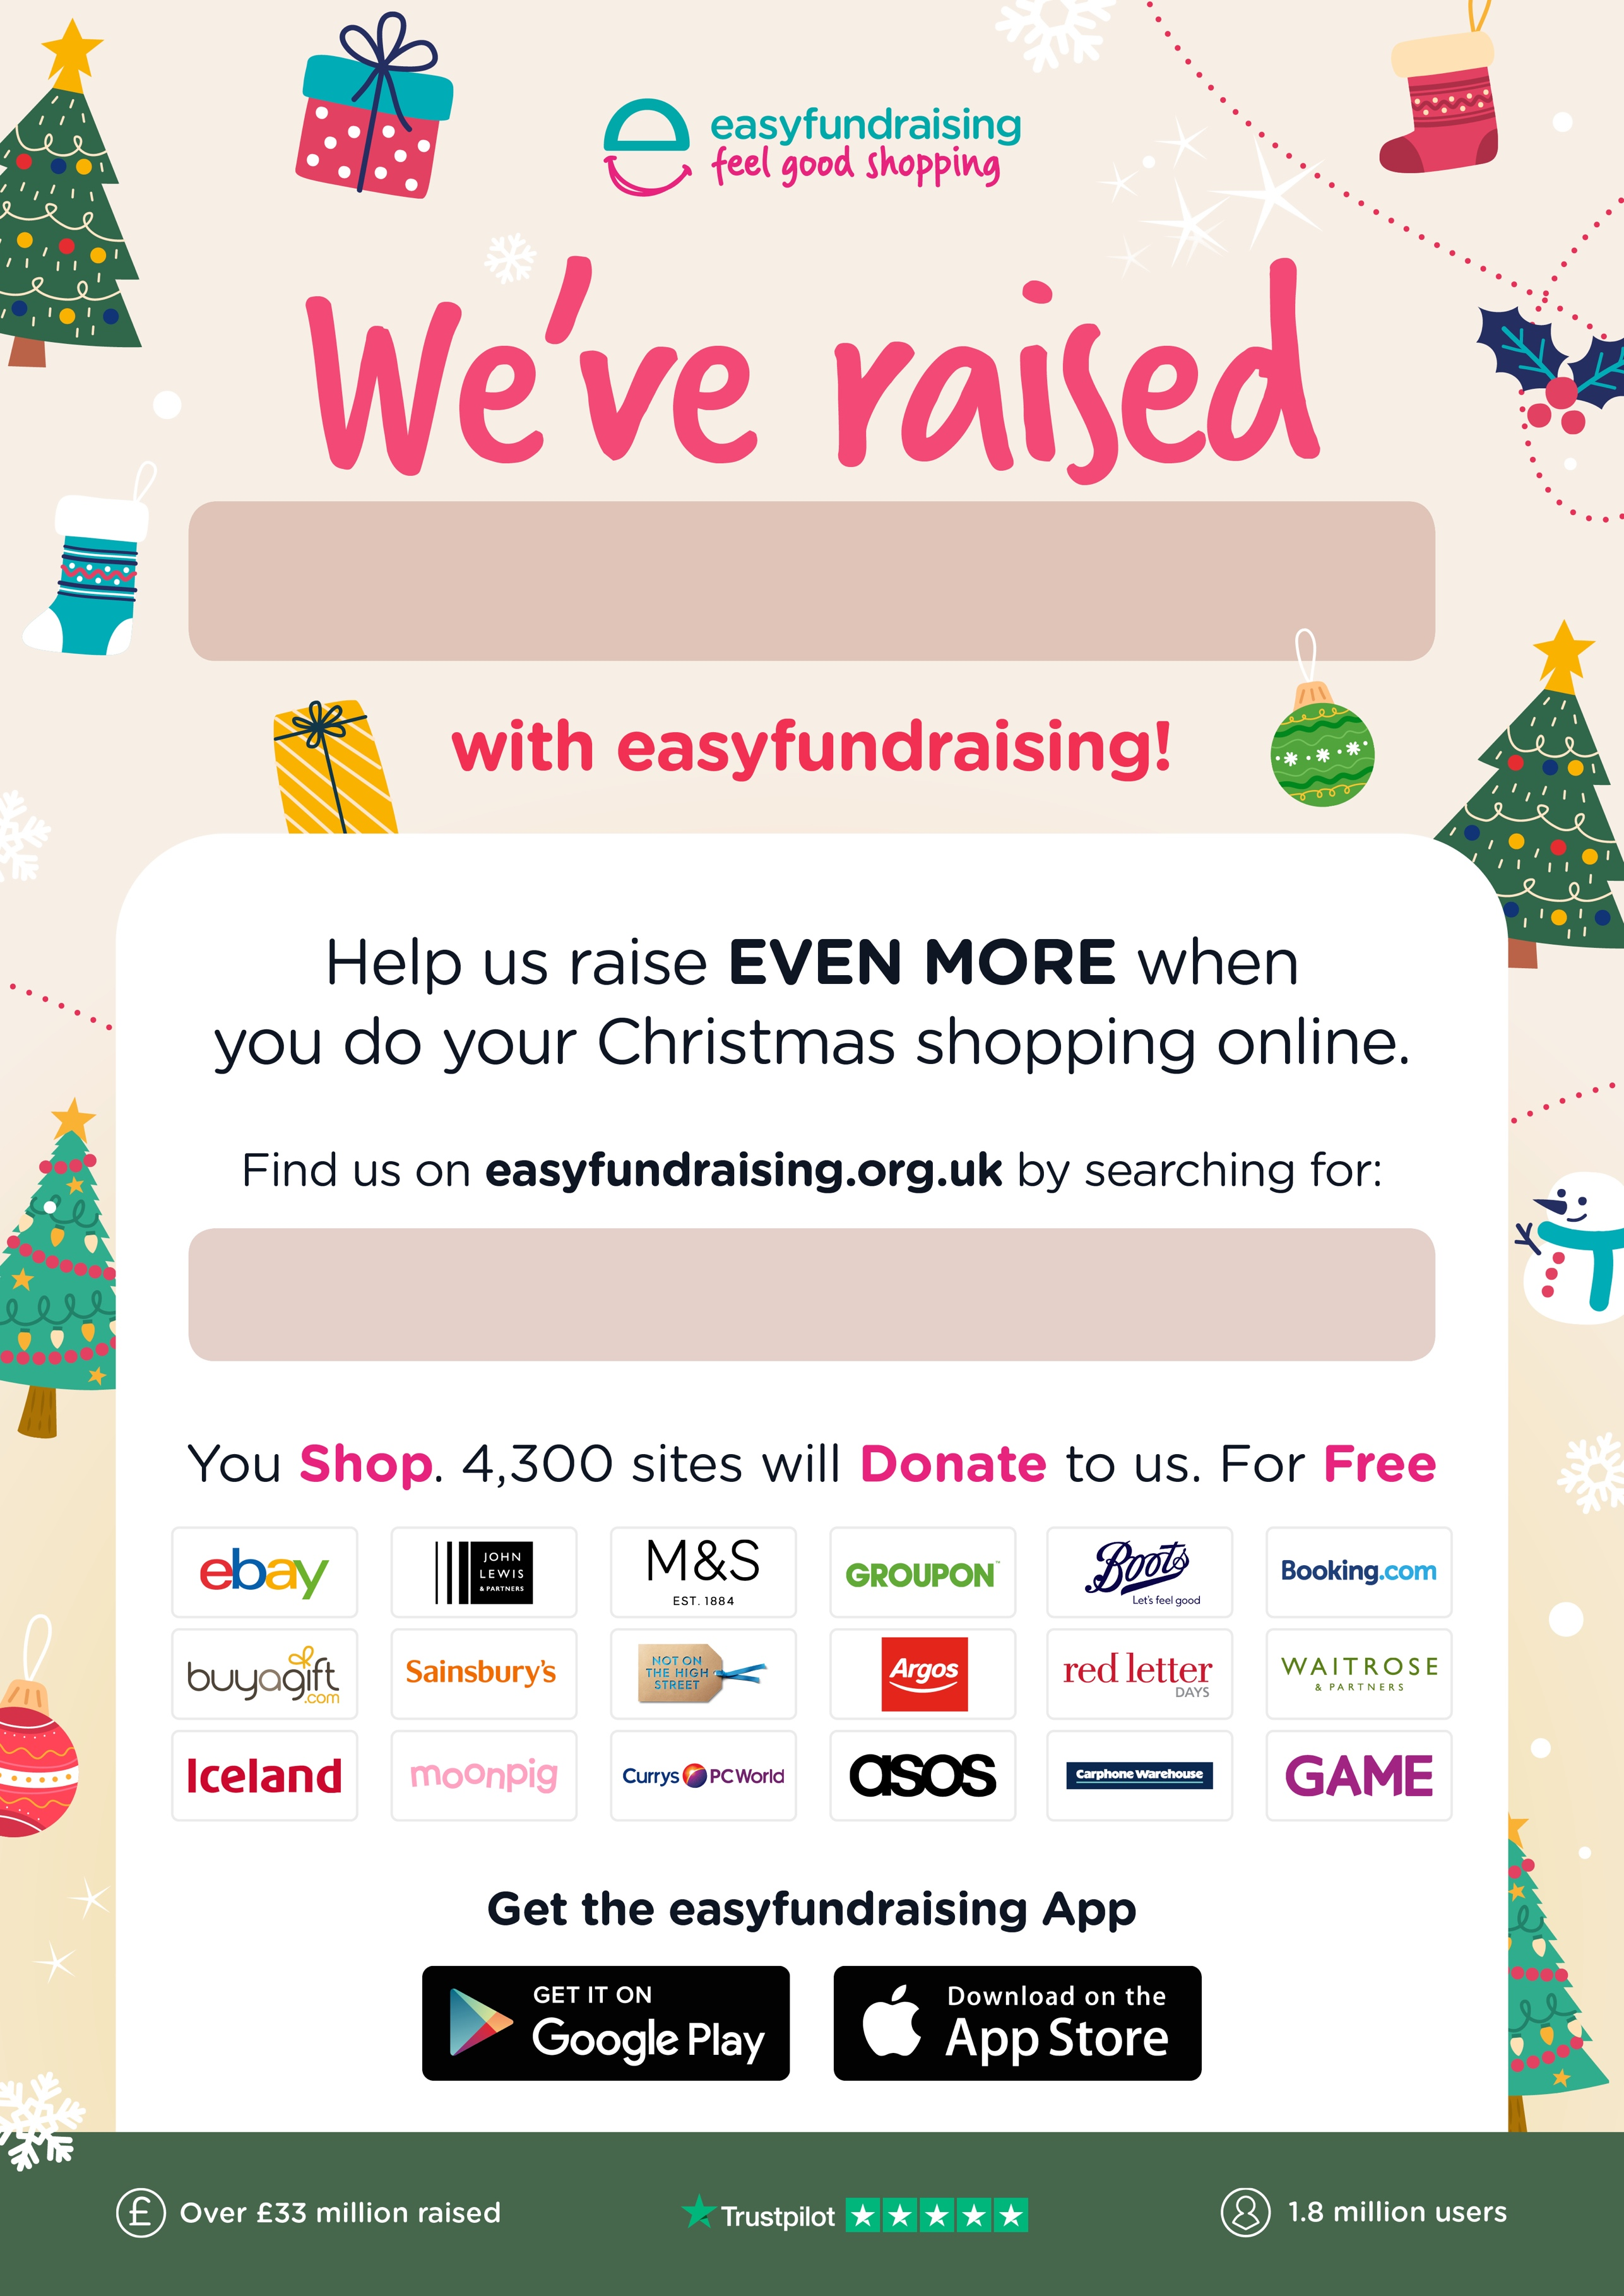 easyfundraising
feel good shopping
We've raised
with easyfundraising!
Help us raise EVEN MORE when
you do your Christmas shopping online.
Find us on easyfundraising.org.uk by searching for:
You Shop. 4,300 sites will Donate to us. For Free
ebay
JOHN
LEWIS
& PARTNERS
M&S
EST. 1884
GROUPON™
Boots
Let's feel good
Booking.com
buyagift
.com
Sainsbury's
NOT ON
THE HIGH
STREET
Argos
red letter
DAYS
WAITROSE
& PARTNERS
Iceland
moonpig
Currys PC World
asos
Carphone Warehouse
GAME
Get the easyfundraising App
GET IT ON
Google Play
Download on the
App Store
£ Over £33 million raised
Trustpilot
1.8 million users